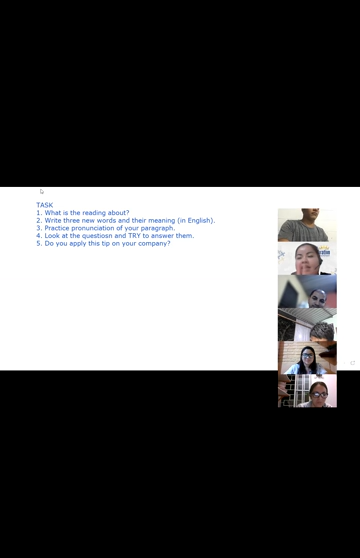 TASK
1. What is the reading about?
2. Write three new words and their meaning (in English).
3. Practice pronunciation of your paragraph.
4. Look at the questiosn and TRY to answer them.
5. Do you apply this tip on your company?